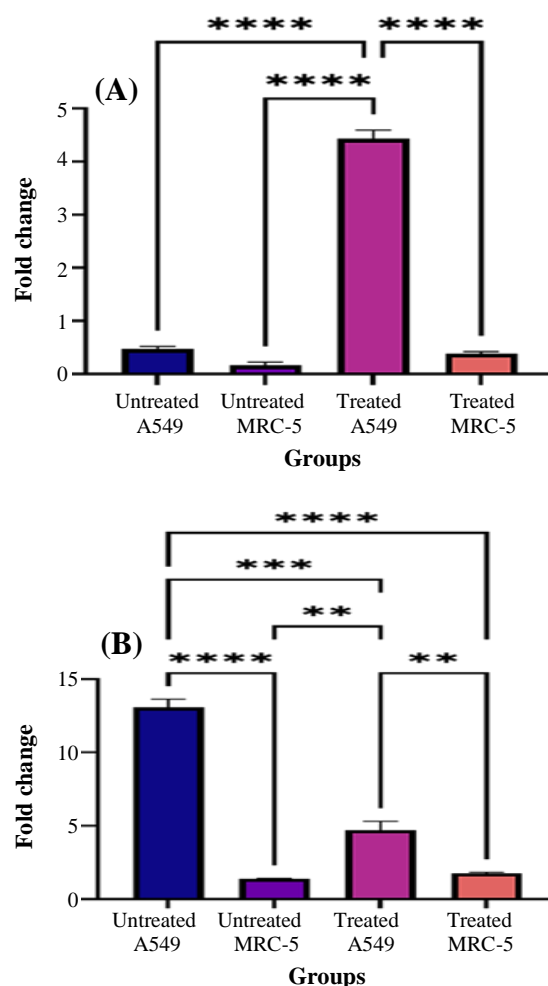 **** ****
(A) ****
5
4
3
2
1
0
Fold change
Untreated Untreated Treated Treated
A549 MRC-5 A549 MRC-5
Groups
****
***
**
(B) **** **
15
10
5
0
Fold change
Untreated Untreated Treated Treated
A549 MRC-5 A549 MRC-5
Groups